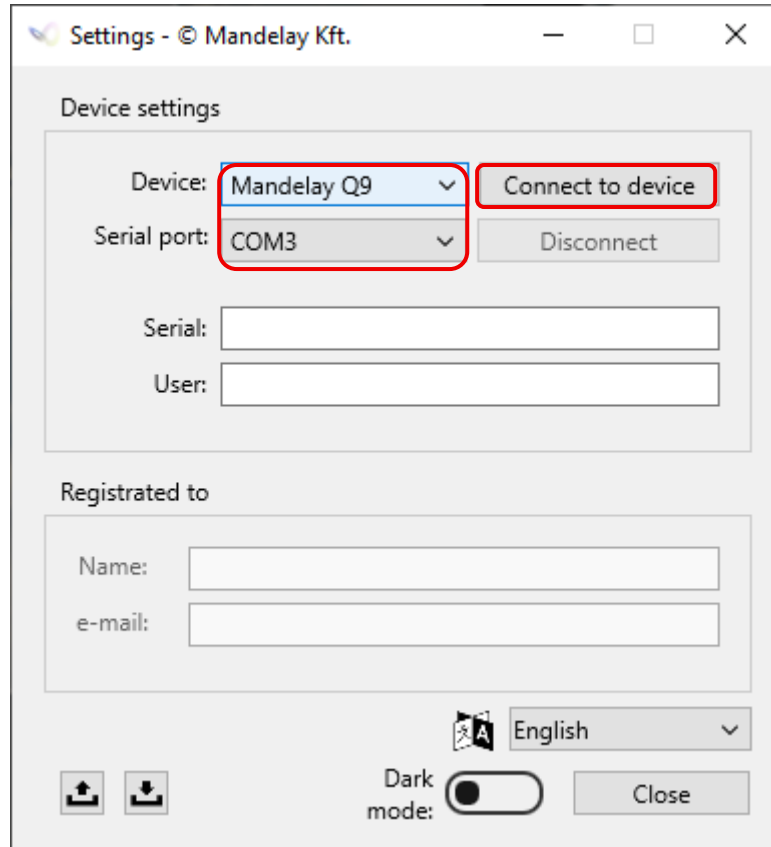 Settings - © Mandelay Kft.
Device settings
Device: Mandelay Q9 Connect to device
Serial port: COM3 Disconnect
Serial:
User:
Registrated to
Name:
e-mail:
English
Dark
mode:
Close